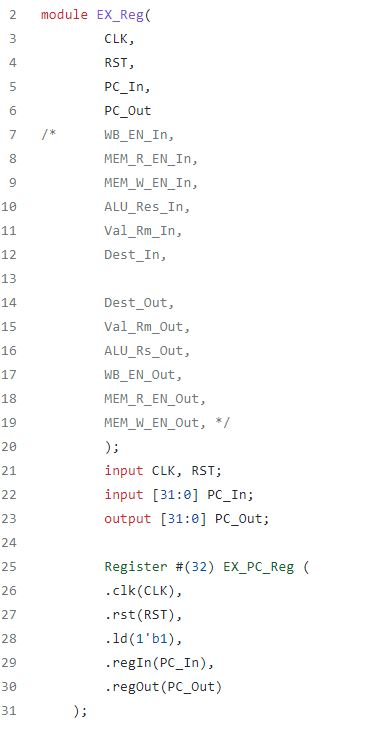 2 module EX_Reg(
3 CLK,
4 RST,
5 PC_In,
6 PC_Out
7 /* WB_EN_In,
8 MEM_R_EN_In,
9 MEM_W_EN_In,
10 ALU_Res_In,
11 Val_Rm_In,
12 Dest_In,
13
14 Dest_Out,
15 Val_Rm_Out,
16 ALU_Rs_Out,
17 WB_EN_Out,
18 MEM_R_EN_Out,
19 MEM_W_EN_Out, */
20 );
21 input CLK, RST;
22 input [31:0] PC_In;
23 output [31:0] PC_Out;
24
25 Register #(32) EX_PC_Reg (
26 .clk(CLK),
27 .rst(RST),
28 .ld(1'b1),
29 .regIn(PC_In),
30 .regOut(PC_Out)
31 );